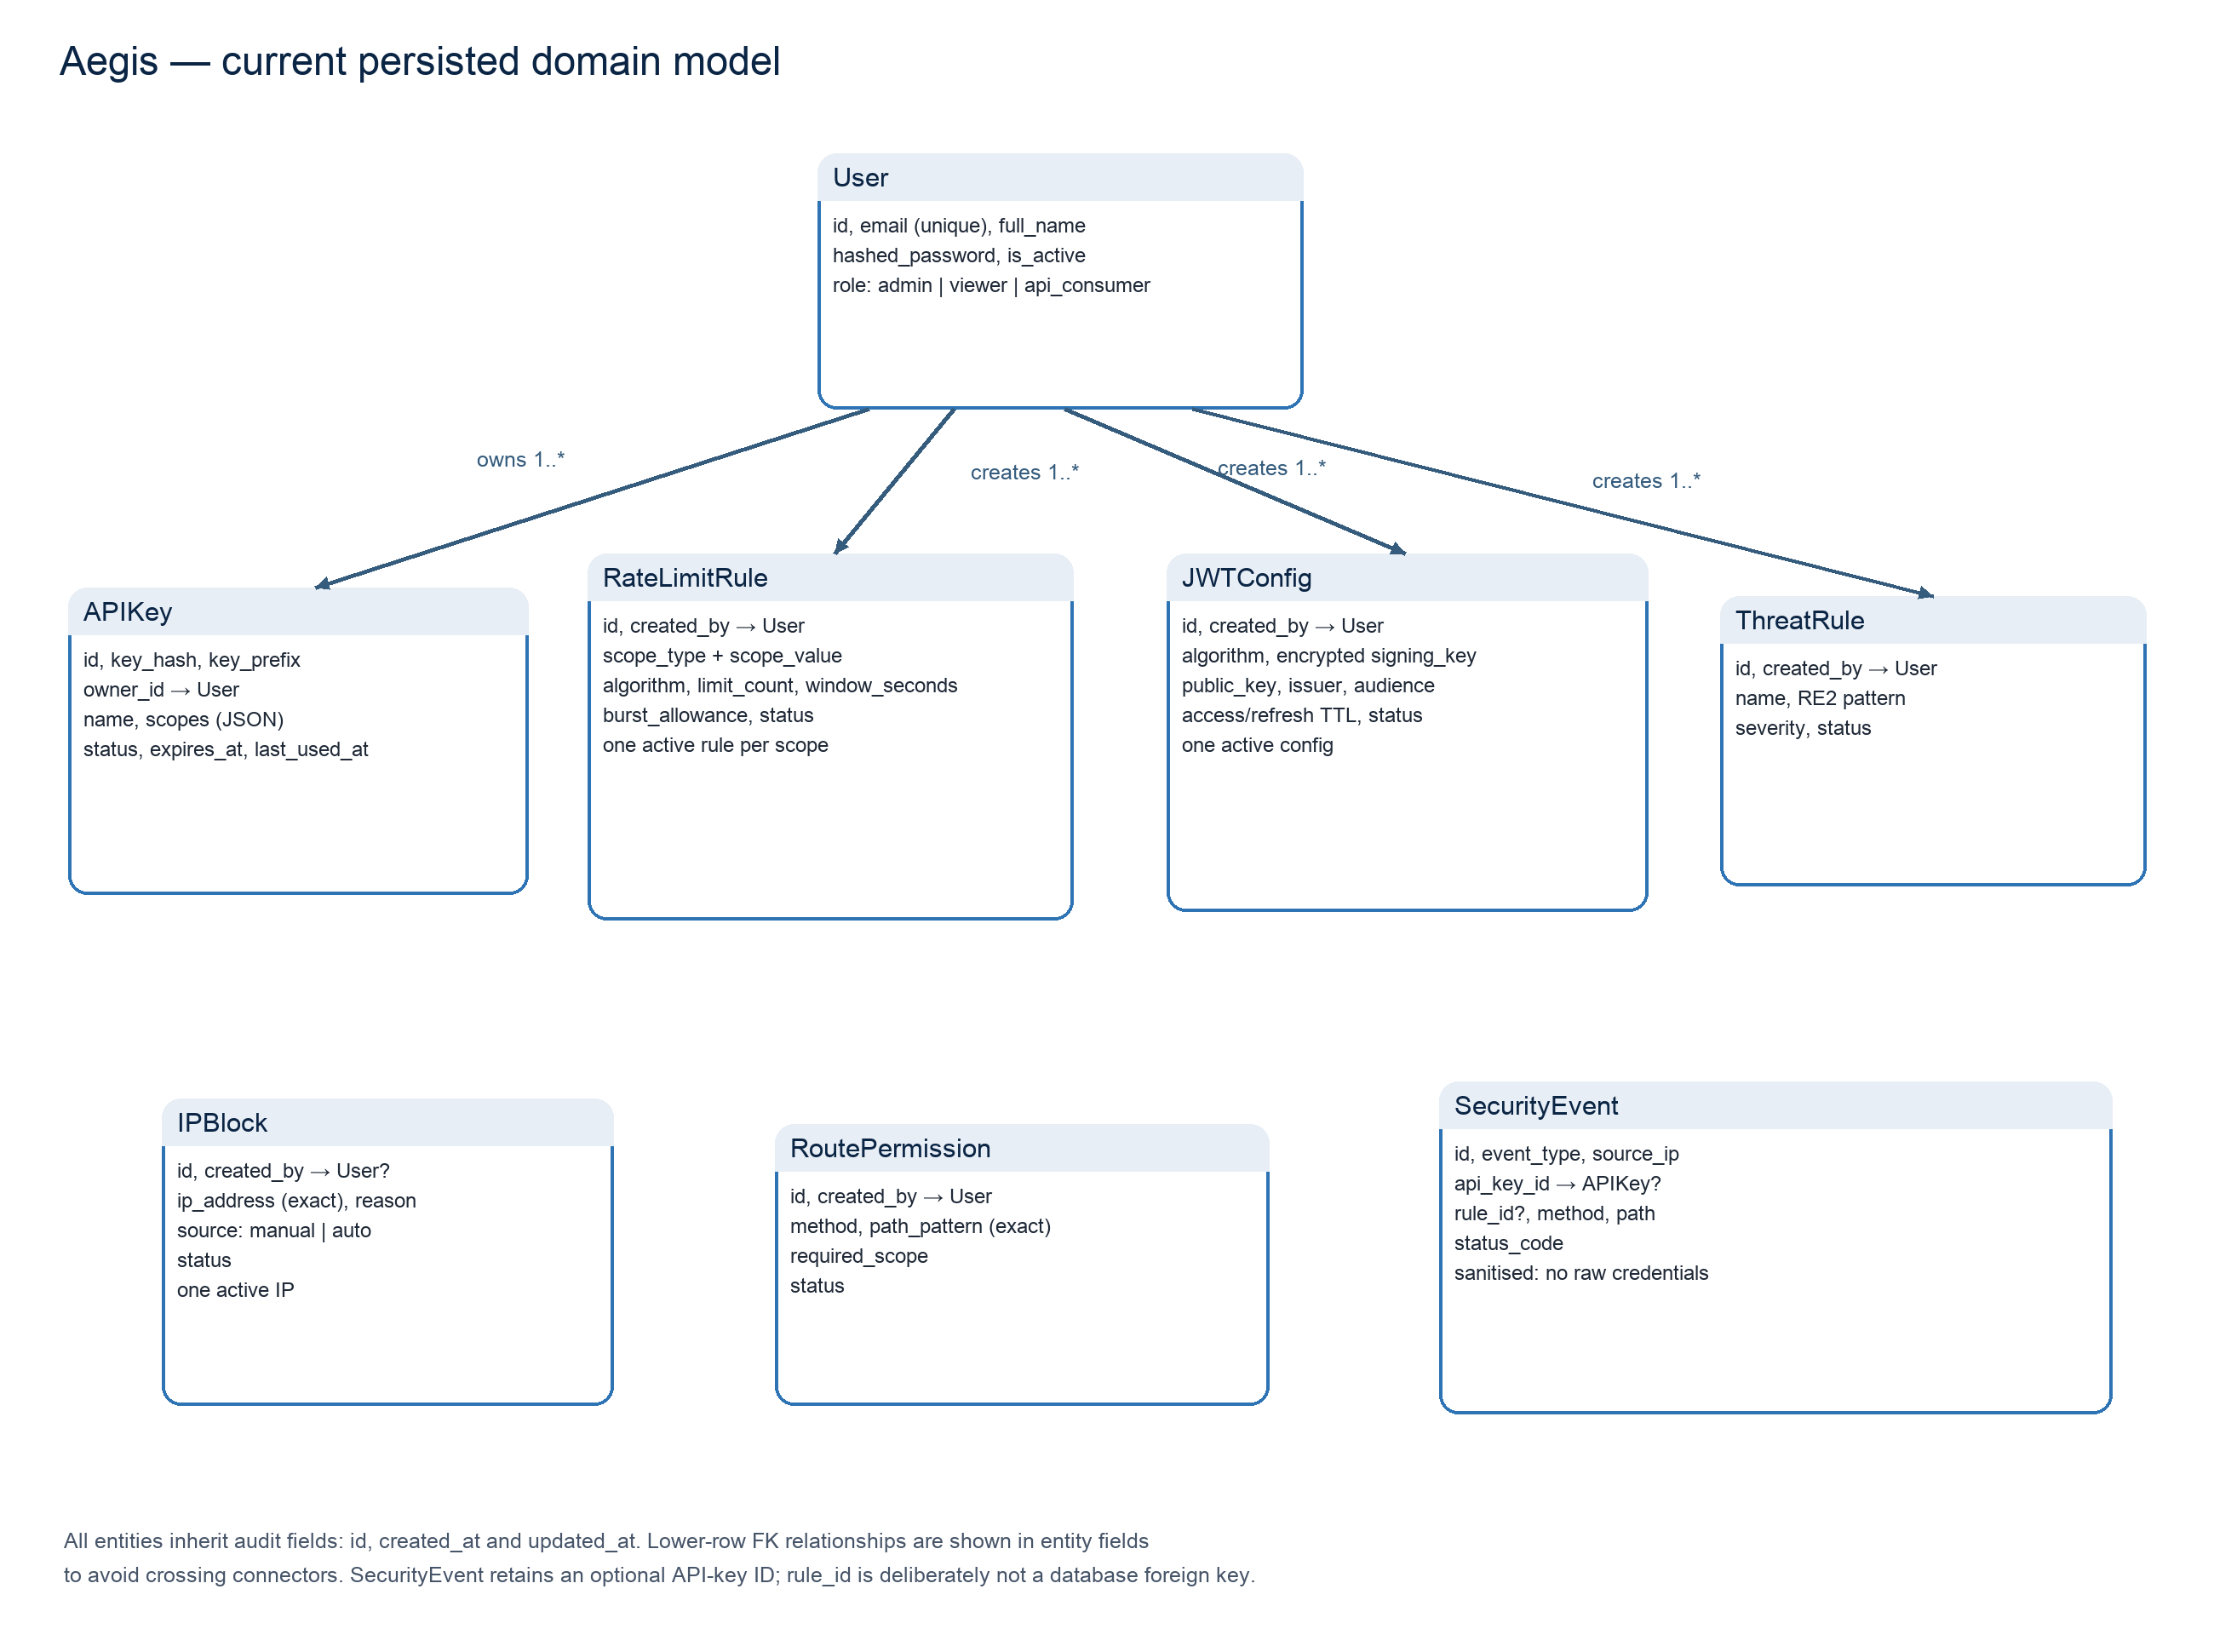 Aegis — current persisted domain model
User
id, email (unique), full_name
hashed_password, is_active
role: admin | viewer | api_consumer
owns 1..*
creates 1..*
creates 1..*
creates 1..*
APIKey
id, key_hash, key_prefix
owner_id → User
name, scopes (JSON)
status, expires_at, last_used_at
RateLimitRule
id, created_by → User
scope_type + scope_value
algorithm, limit_count, window_seconds
burst_allowance, status
one active rule per scope
JWTConfig
id, created_by → User
algorithm, encrypted signing_key
public_key, issuer, audience
access/refresh TTL, status
one active config
ThreatRule
id, created_by → User
name, RE2 pattern
severity, status
IPBlock
id, created_by → User?
ip_address (exact), reason
source: manual | auto
status
one active IP
RoutePermission
id, created_by → User
method, path_pattern (exact)
required_scope
status
SecurityEvent
id, event_type, source_ip
api_key_id → APIKey?
rule_id?, method, path
status_code
sanitised: no raw credentials
All entities inherit audit fields: id, created_at and updated_at. Lower-row FK relationships are shown in entity fields
to avoid crossing connectors. SecurityEvent retains an optional API-key ID; rule_id is deliberately not a database foreign key.